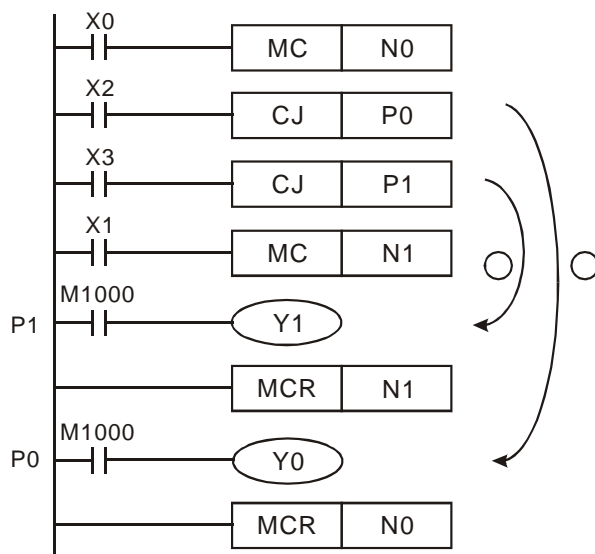 X0
MC N0
X2
CJ P0
X3
CJ P1
X1
MC N1
M1000
P1 Y1
MCR N1
M1000
P0 Y0
MCR N0